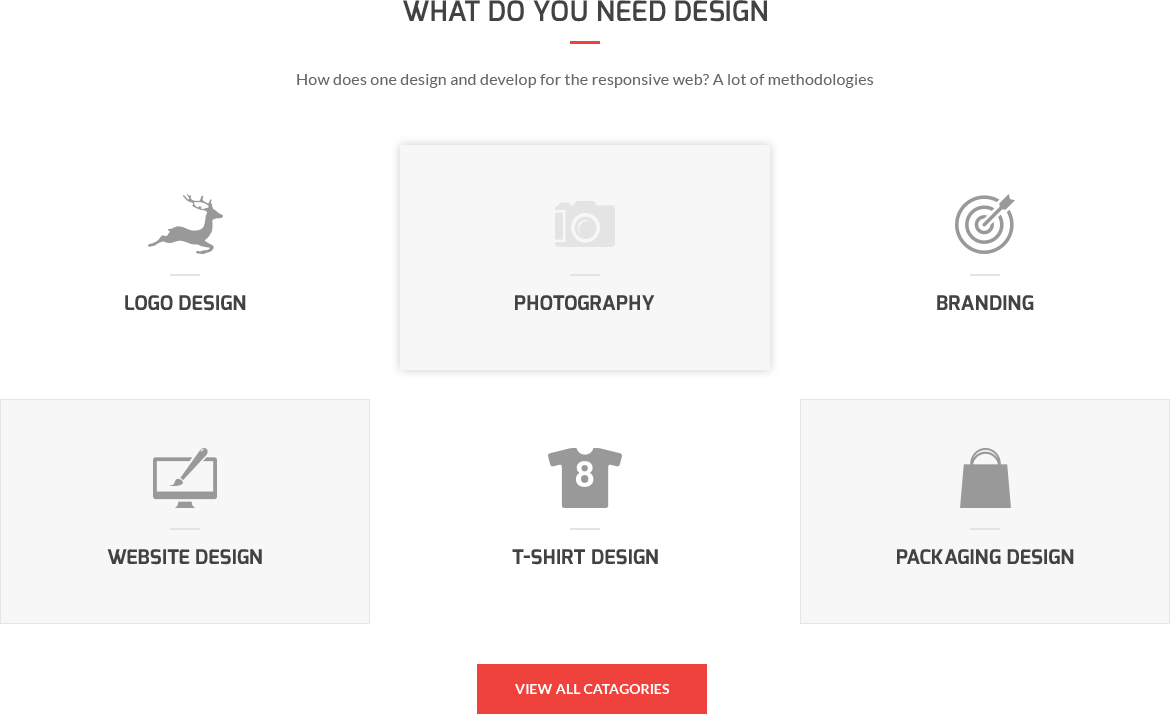 WHAT DO YOU NEED DESIGN
How does one design and develop for the responsive web? A lot of methodologies
LOGO DESIGN
PHOTOGRAPHY
BRANDING
8
WEBSITE DESIGN
T-SHIRT DESIGN
PACKAGING DESIGN
VIEW ALL CATAGORIES